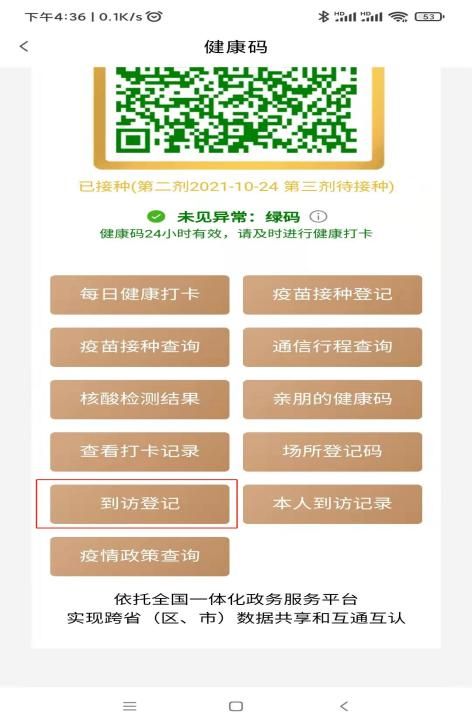 下午4:36 | 0.1K/s
HD HD 53
健康码
已接种(第二剂2021-10-24 第三剂待接种)
未见异常：绿码
健康码24小时有效，请及时进行健康打卡
每日健康打卡 疫苗接种登记
疫苗接种查询 通信行程查询
核酸检测结果 亲朋的健康码
查看打卡记录 场所登记码
到访登记 本人到访记录
疫情政策查询
依托全国一体化政务服务平台
实现跨省（区、市）数据共享和互通互认